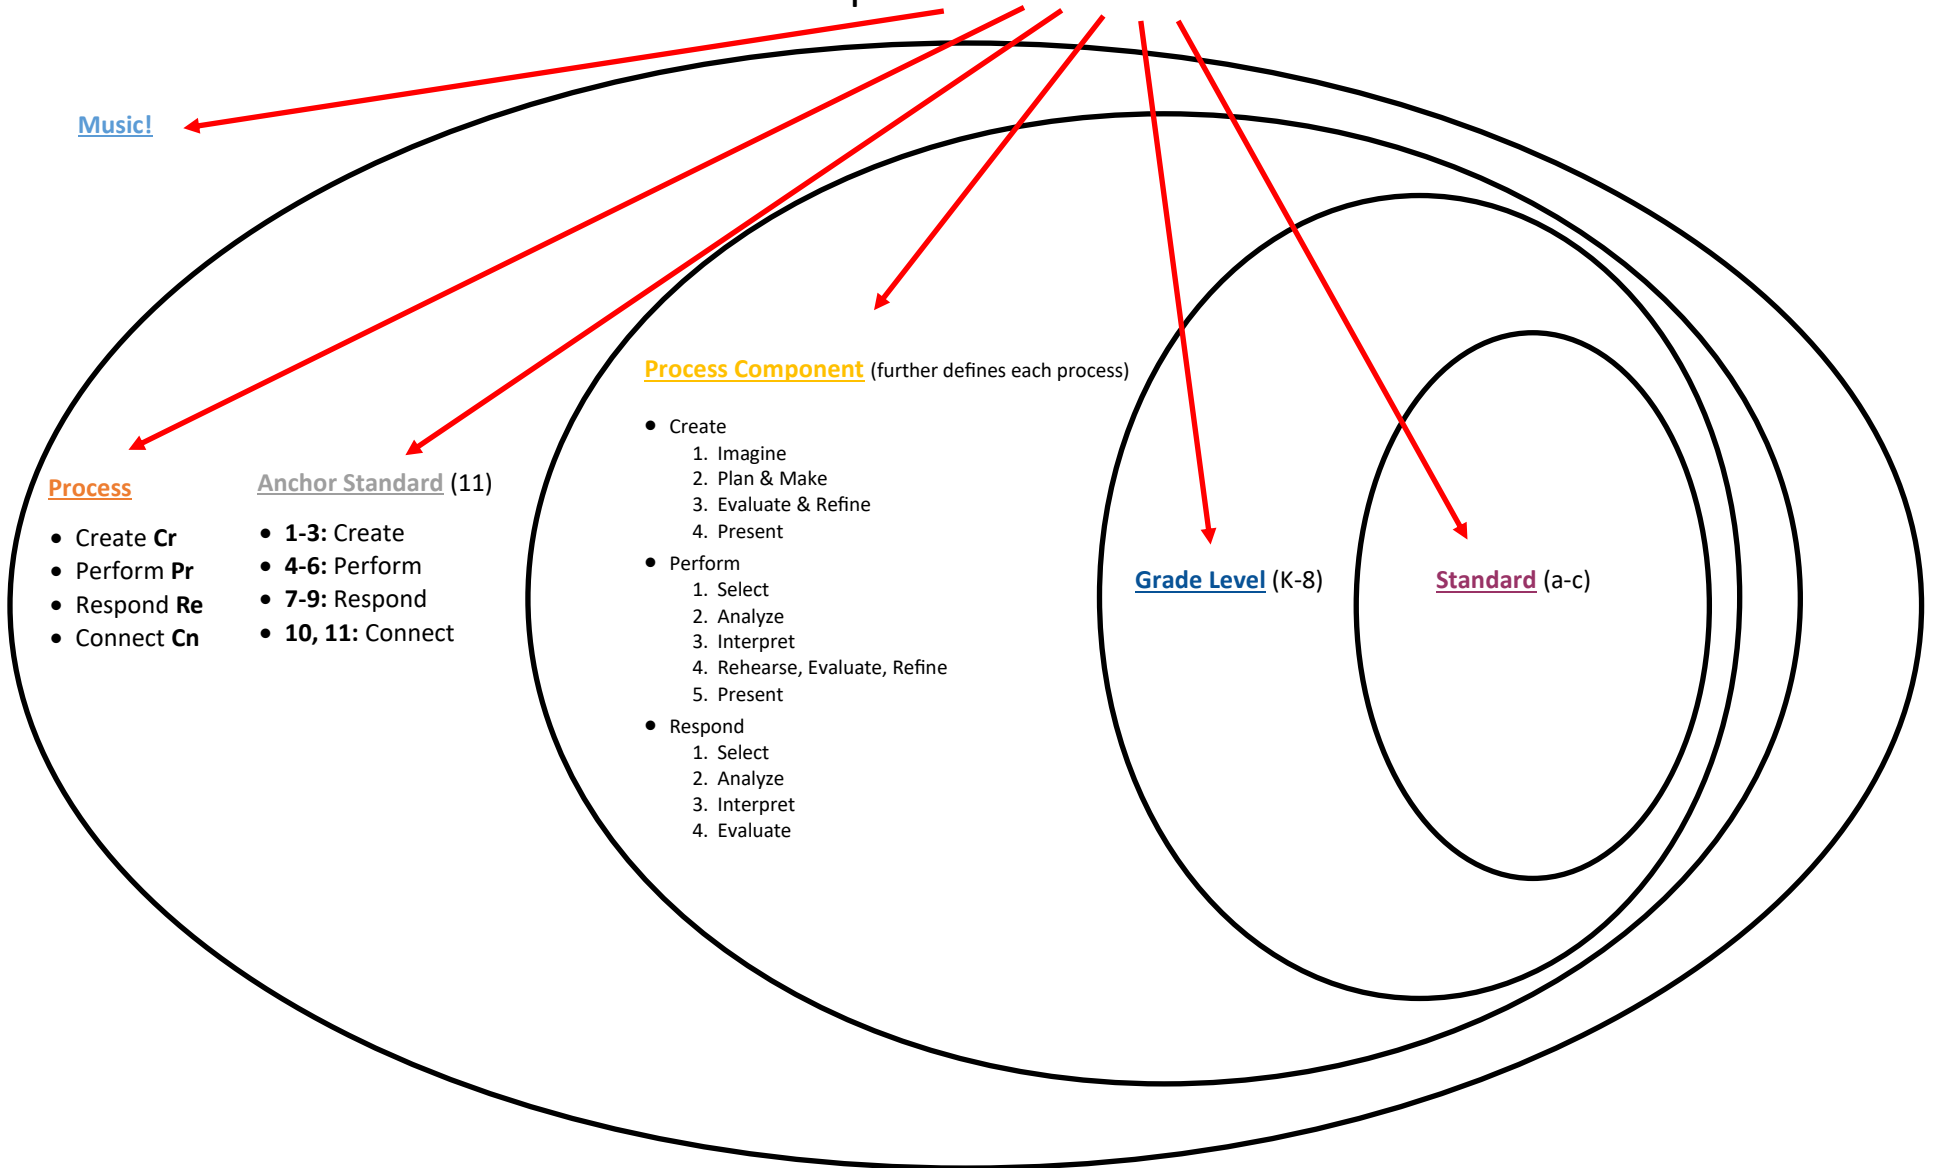 Music!
Process
• Create Cr
• Perform Pr
• Respond Re
• Connect Cn
Anchor Standard (11)
• 1-3: Create
• 4-6: Perform
• 7-9: Respond
• 10, 11: Connect
Process Component (further defines each process)
• Create
1. Imagine
2. Plan & Make
3. Evaluate & Refine
4. Present
• Perform
1. Select
2. Analyze
3. Interpret
4. Rehearse, Evaluate, Refine
5. Present
• Respond
1. Select
2. Analyze
3. Interpret
4. Evaluate
Grade Level (K-8)
Standard (a-c)